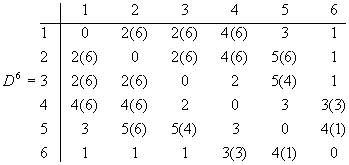 1 2 3 4 5 6
1 0 2(6) 2(6) 4(6) 3 1
2 2(6) 0 2(6) 4(6) 5(6) 1
D⁶ = 3 2(6) 2(6) 0 2 5(4) 1
4 4(6) 4(6) 2 0 3 3(3)
5 3 5(6) 5(4) 3 0 4(1)
6 1 1 1 3(3) 4(1) 0